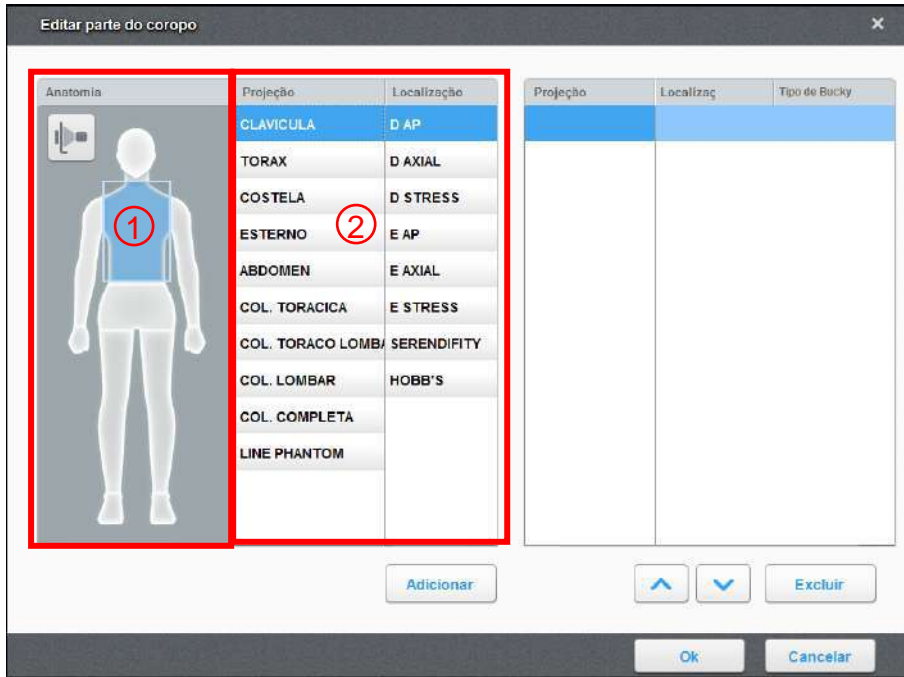 Editar parte do coropo
Anatomia Projeção Localização Projeção Localizaç Tipo de Bucky
CLAVICULA D AP
TORAX D AXIAL
COSTELA D STRESS
1 ESTERNO 2 E AP
ABDOMEN E AXIAL
COL. TORACICA E STRESS
COL. TORACO LOMBA SERENDIFITY
COL. LOMBAR HOBB'S
COL. COMPLETA
LINE PHANTOM
Adicionar Excluir
Ok Cancelar